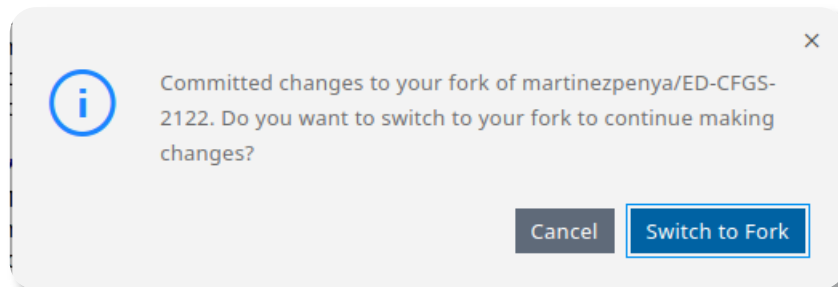 Committed changes to your fork of martinezpenya/ED-CFGS-
2122. Do you want to switch to your fork to continue making
changes?
Cancel
Switch to Fork